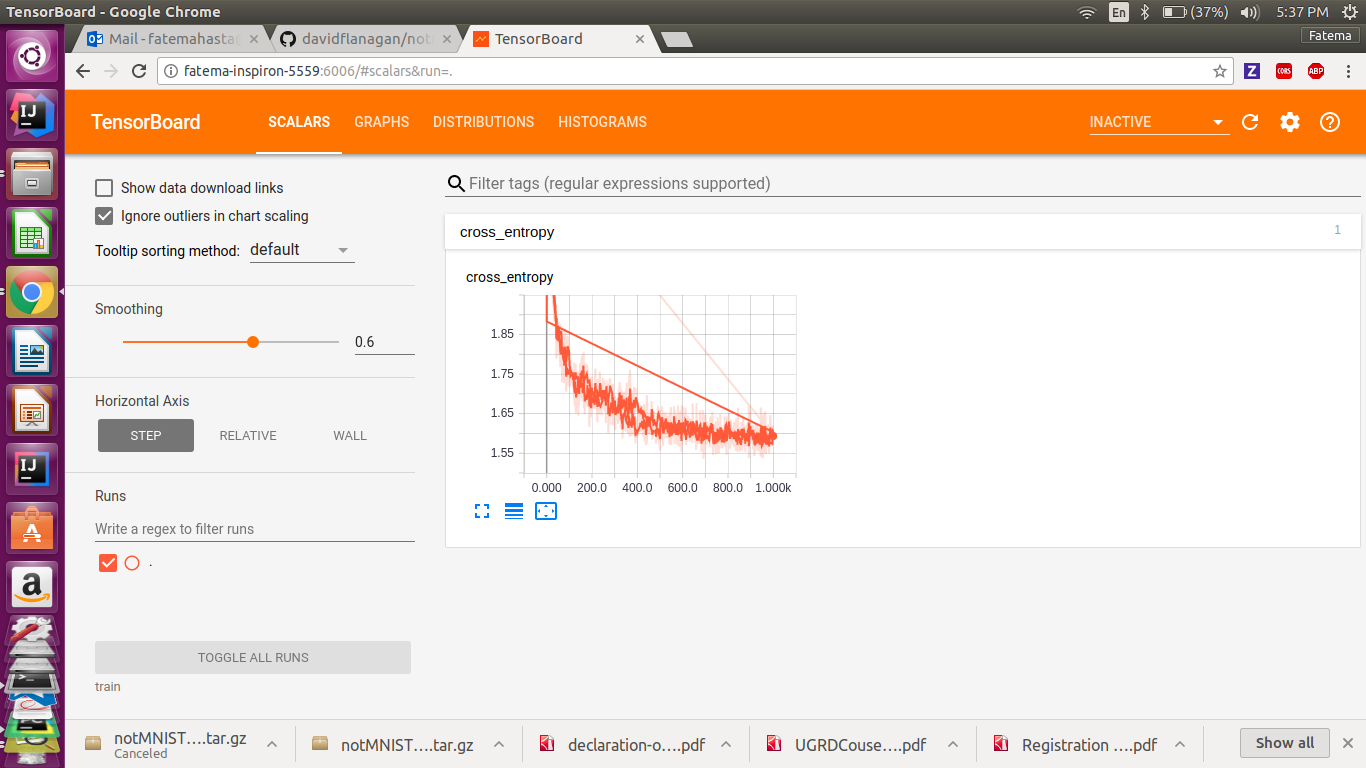 TensorBoard - Google Chrome
En (37%) 5:37 PM
Mail - fatemahasta
davidflanagan/not
TensorBoard
Fatema
fatema-inspiron-5559:6006/#scalars&run=.
Z CORS ABP
TensorBoard SCALARS GRAPHS DISTRIBUTIONS HISTOGRAMS INACTIVE
Show data download links
Ignore outliers in chart scaling
Tooltip sorting method: default
Smoothing
0.6
Horizontal Axis
STEP RELATIVE WALL
Runs
Write a regex to filter runs
.
TOGGLE ALL RUNS
train
Filter tags (regular expressions supported)
cross_entropy 1
cross_entropy
1.85
1.75
1.65
1.55
0.000 200.0 400.0 600.0 800.0 1.000k
notMNIST….tar.gz
Canceled
notMNIST….tar.gz
declaration-o….pdf
UGRDCouse….pdf
Registration ….pdf
Show all